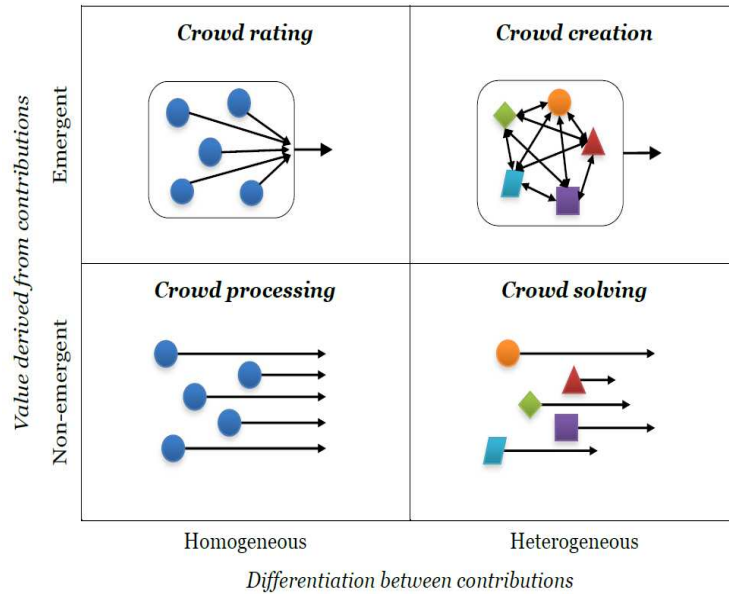 Value derived from contributions
Emergent
Non-emergent
Crowd rating
Crowd creation
Crowd processing
Crowd solving
Homogeneous
Heterogeneous
Differentiation between contributions